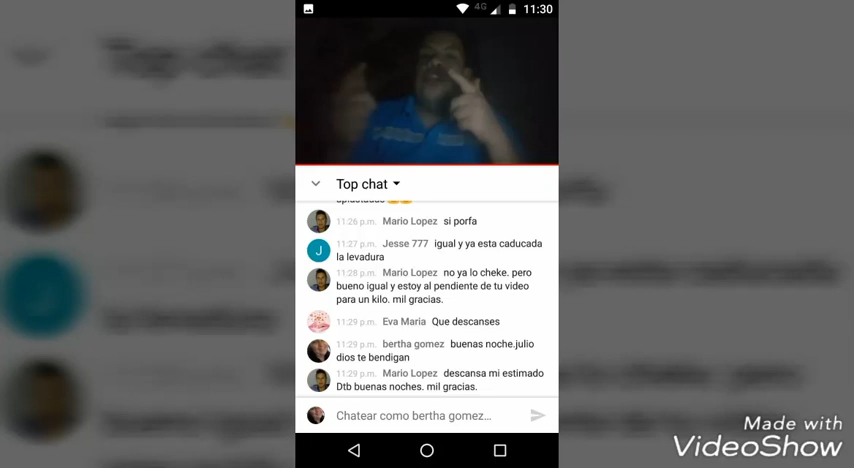 4G 11:30
Top chat
11:26 p.m. Mario Lopez si porfa
J
11:27 p.m. Jesse 777 igual y ya esta caducada
la levadura
11:28 p.m. Mario Lopez no ya lo cheke. pero
bueno igual y estoy al pendiente de tu video
para un kilo. mil gracias.
11:29 p.m. Eva Maria Que descanses
11:29 p.m. bertha gomez buenas noche.julio
dios te bendigan
11:29 p.m. Mario Lopez descansa mi estimado
Dtb buenas noches. mil gracias.
Chatear como bertha gomez...
Made with
VideoShow